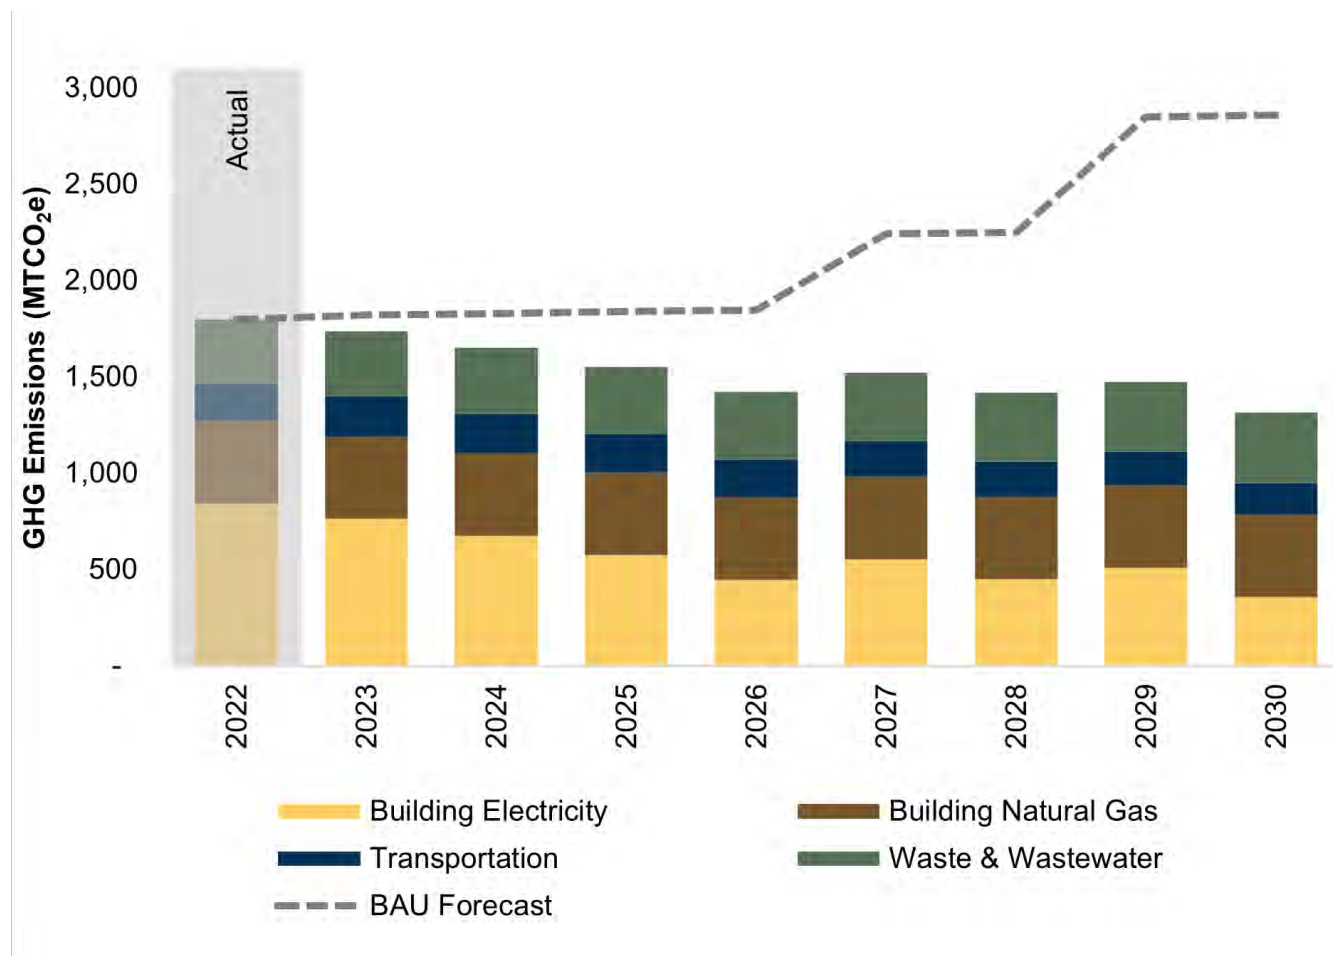 3,000
2,500
2,000
1,500
1,000
500
-
GHG Emissions (MTCO₂e)
Actual
2022
2023
2024
2025
2026
2027
2028
2029
2030
Building Electricity
Building Natural Gas
Transportation
Waste & Wastewater
BAU Forecast